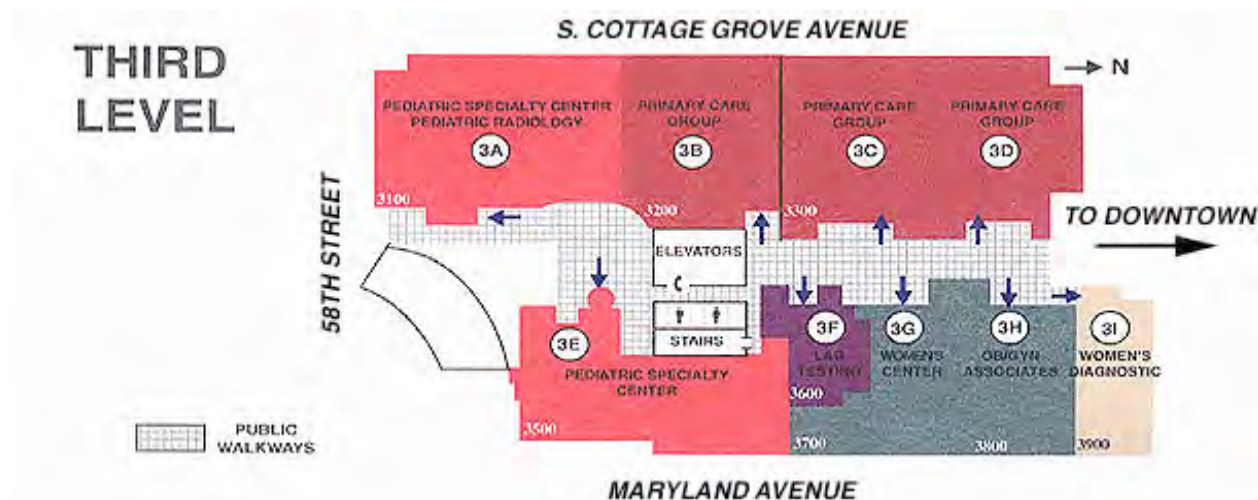 THIRD
LEVEL
S. COTTAGE GROVE AVENUE
N
PEDIATRIC SPECIALTY CENTER
PEDIATRIC RADIOLOGY
3A
PRIMARY CARE
GROUP
3B
PRIMARY CARE
GROUP
3C
PRIMARY CARE
GROUP
3D
3100
3200
3300
58TH STREET
ELEVATORS
TO DOWNTOWN
STAIRS
3E
PEDIATRIC SPECIALTY
CENTER
3F
LAB
TESTING
3G
WOMEN'S
CENTER
3H
OB/GYN
ASSOCIATES
3I
WOMEN'S
DIAGNOSTIC
3500
3600
3700
3800
3900
PUBLIC
WALKWAYS
MARYLAND AVENUE